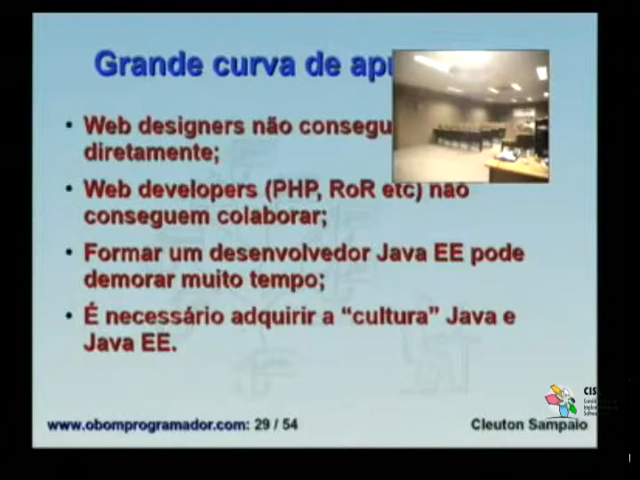 Grande curva de
• Web designers não
diretamente;
• Web developers (PHP, RoR etc) não
conseguem colaborar;
• Formar um desenvolvedor Java EE pode
demorar muito tempo;
• É necessário adquirir a “cultura” Java e
Java EE.
CIS
www.obomprogramador.com: 29 / 54
Cleuton Sampaio